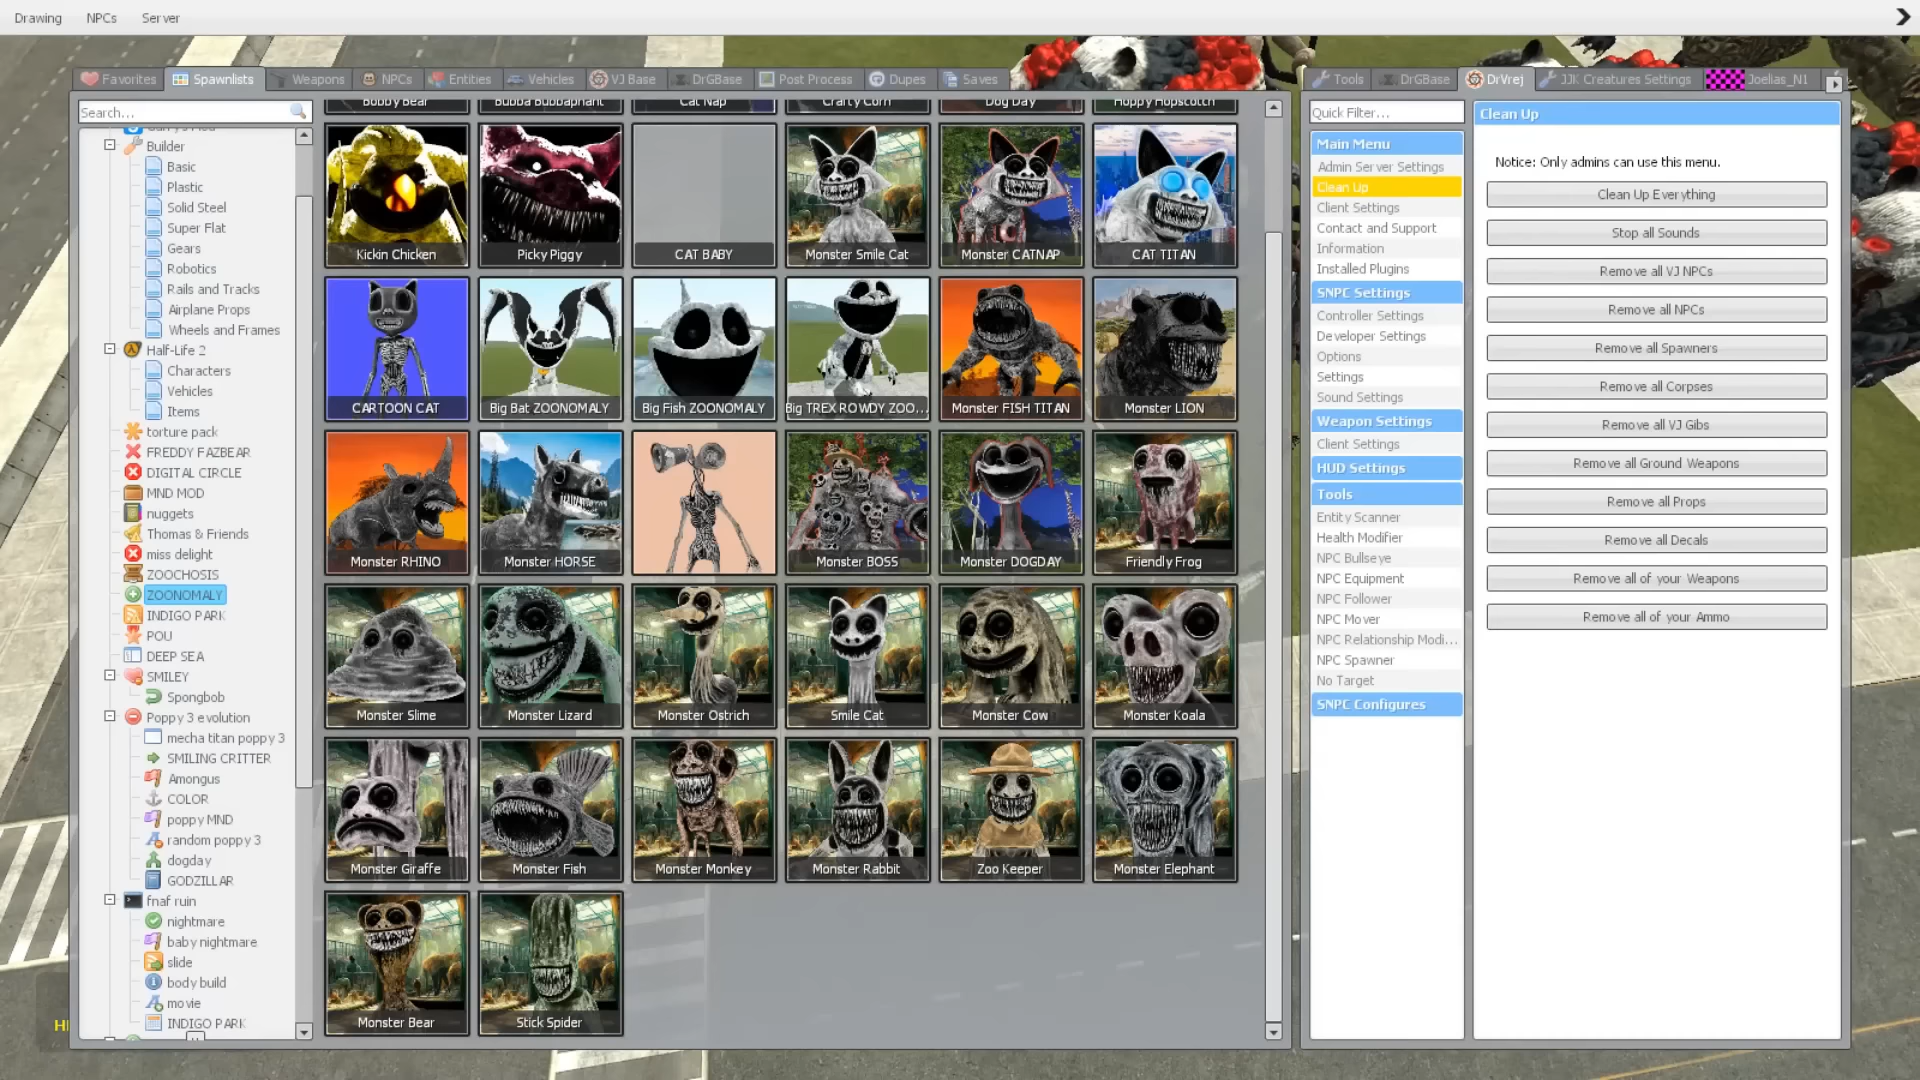 Drawing
NPCs
Server
Favorites
Spawnlists
Weapons
NPCs
Entities
Vehicles
VJ Base
DrGBase
Post Process
Dupes
Saves
Tools
DrGBase
DrVrej
JJK Creatures Settings
Joelias_N1
Search...
Garry's Mod
Builder
Basic
Plastic
Solid Steel
Super Flat
Gears
Robotics
Rails and Tracks
Airplane Props
Wheels and Frames
Half-Life 2
Characters
Vehicles
Items
torture pack
FREDDY FAZBEAR
DIGITAL CIRCLE
MND MOD
nuggets
Thomas & Friends
miss delight
ZOOCHOSIS
ZOONOMALY
INDIGO PARK
POU
DEEP SEA
SMILEY
Spongbob
Poppy 3 evolution
mecha titan poppy 3
SMILING CRITTER
Amongus
COLOR
poppy MND
random poppy 3
dogday
GODZILLAR
fnaf ruin
nightmare
baby nightmare
slide
body build
movie
INDIGO PARK
Bobby Bear
Bubba Bubbaphant
Cat Nap
Crafty Corn
Dog Day
Hoppy Hopscotch
Kickin Chicken
Picky Piggy
CAT BABY
Monster Smile Cat
Monster CATNAP
CAT TITAN
CARTOON CAT
Big Bat ZOONOMALY
Big Fish ZOONOMALY
Big TREX ROWDY ZOO...
Monster FISH TITAN
Monster LION
Monster RHINO
Monster HORSE
Monster BOSS
Monster DOGDAY
Friendly Frog
Monster Slime
Monster Lizard
Monster Ostrich
Smile Cat
Monster Cow
Monster Koala
Monster Giraffe
Monster Fish
Monster Monkey
Monster Rabbit
Zoo Keeper
Monster Elephant
Monster Bear
Stick Spider
Quick Filter...
Main Menu
Admin Server Settings
Clean Up
Client Settings
Contact and Support
Information
Installed Plugins
SNPC Settings
Controller Settings
Developer Settings
Options
Settings
Sound Settings
Weapon Settings
Client Settings
HUD Settings
Tools
Entity Scanner
Health Modifier
NPC Bullseye
NPC Equipment
NPC Follower
NPC Mover
NPC Relationship Modi...
NPC Spawner
No Target
SNPC Configures
Clean Up
Notice: Only admins can use this menu.
Clean Up Everything
Stop all Sounds
Remove all VJ NPCs
Remove all NPCs
Remove all Spawners
Remove all Corpses
Remove all VJ Gibs
Remove all Ground Weapons
Remove all Props
Remove all Decals
Remove all of your Weapons
Remove all of your Ammo